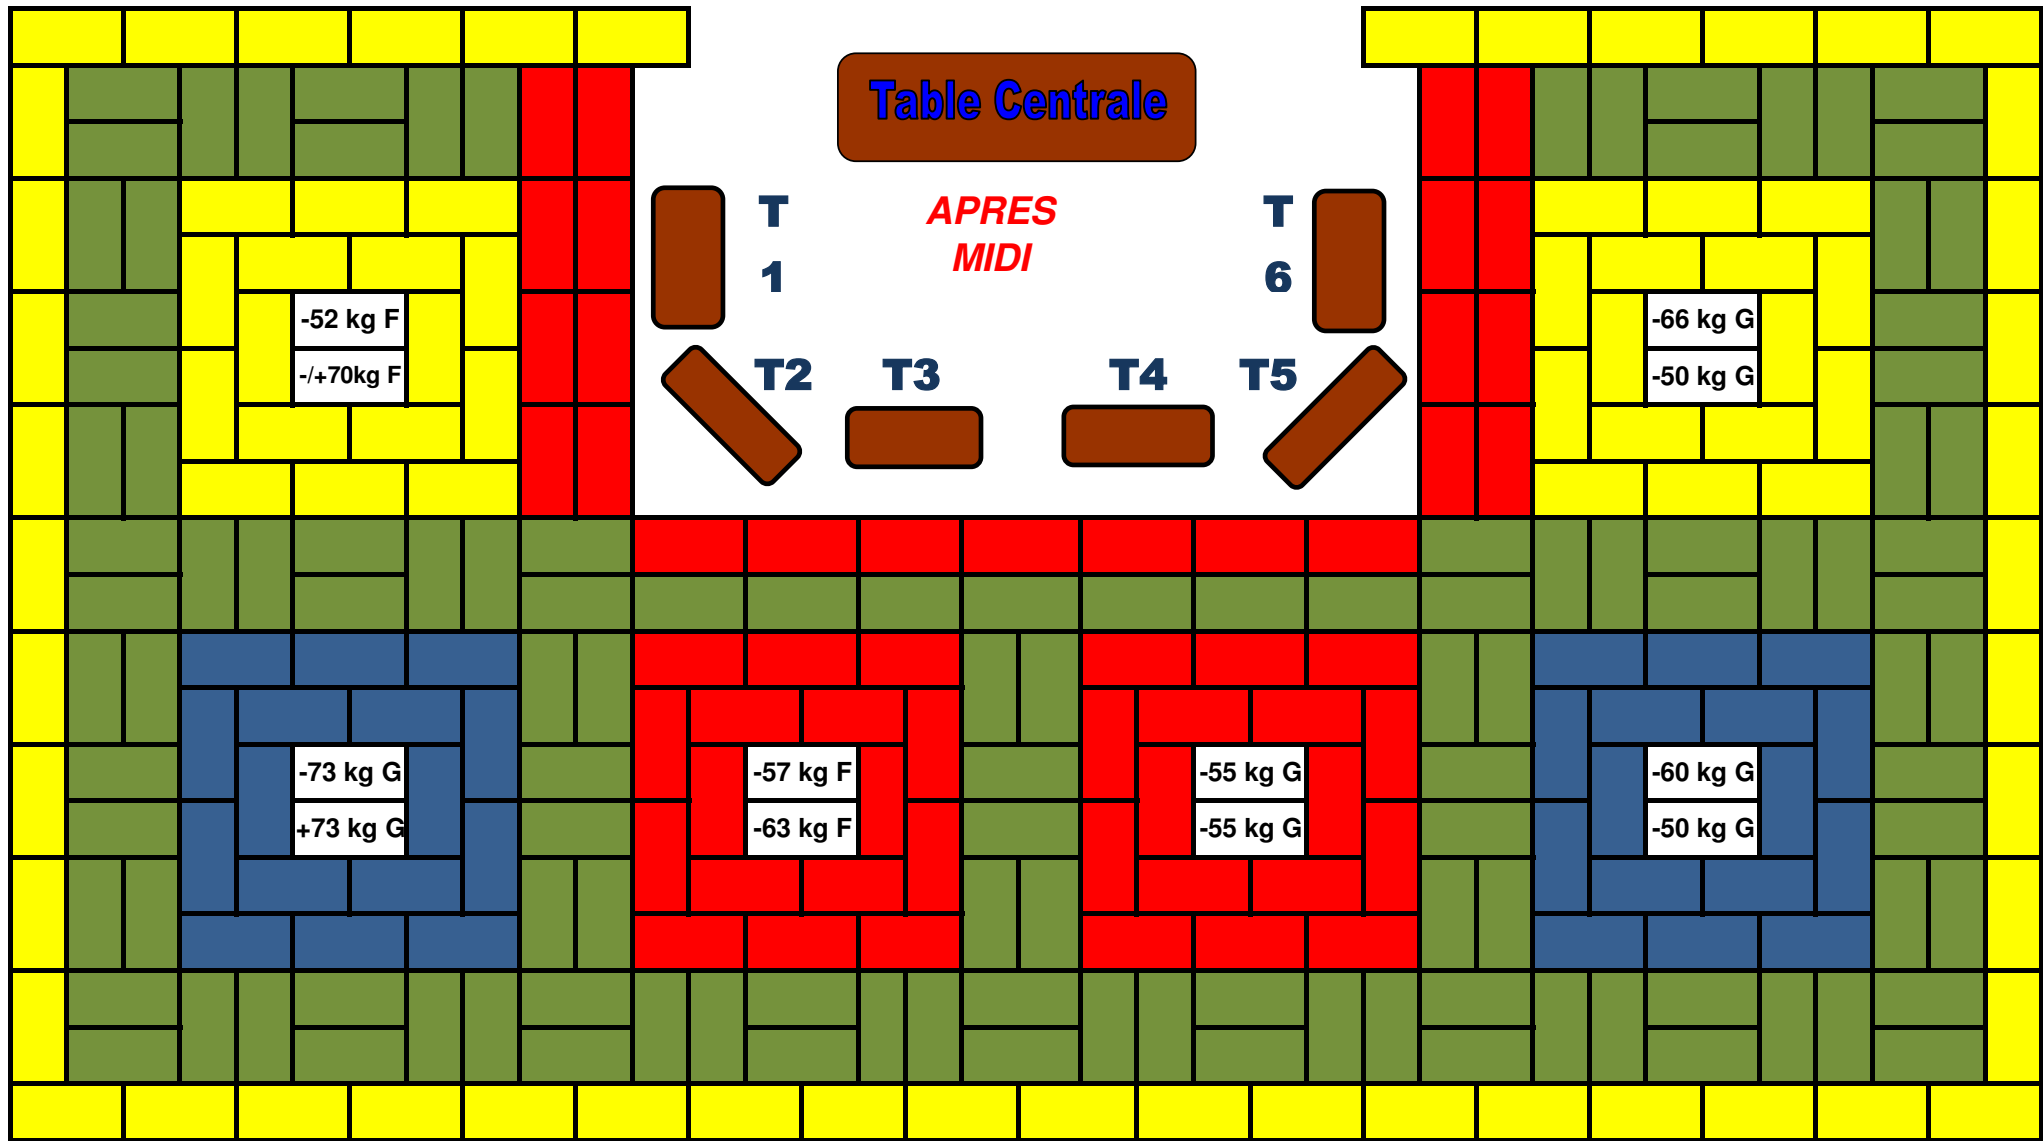 Table Centrale
APRES
MIDI
T
1
T
6
T2
T3
T4
T5
-52 kg F
-/+70kg F
-66 kg G
-50 kg G
-73 kg G
+73 kg G
-57 kg F
-63 kg F
-55 kg G
-55 kg G
-60 kg G
-50 kg G